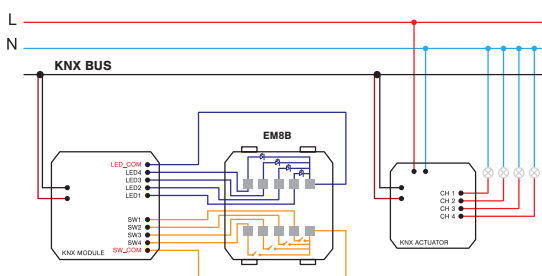 L
N
KNX BUS
EM8B
LED_COM
LED4
LED3
LED2
LED1
SW1
SW2
SW3
SW4
SW_COM
KNX MODULE
CH 1
CH 2
CH 3
CH 4
KNX ACTUATOR